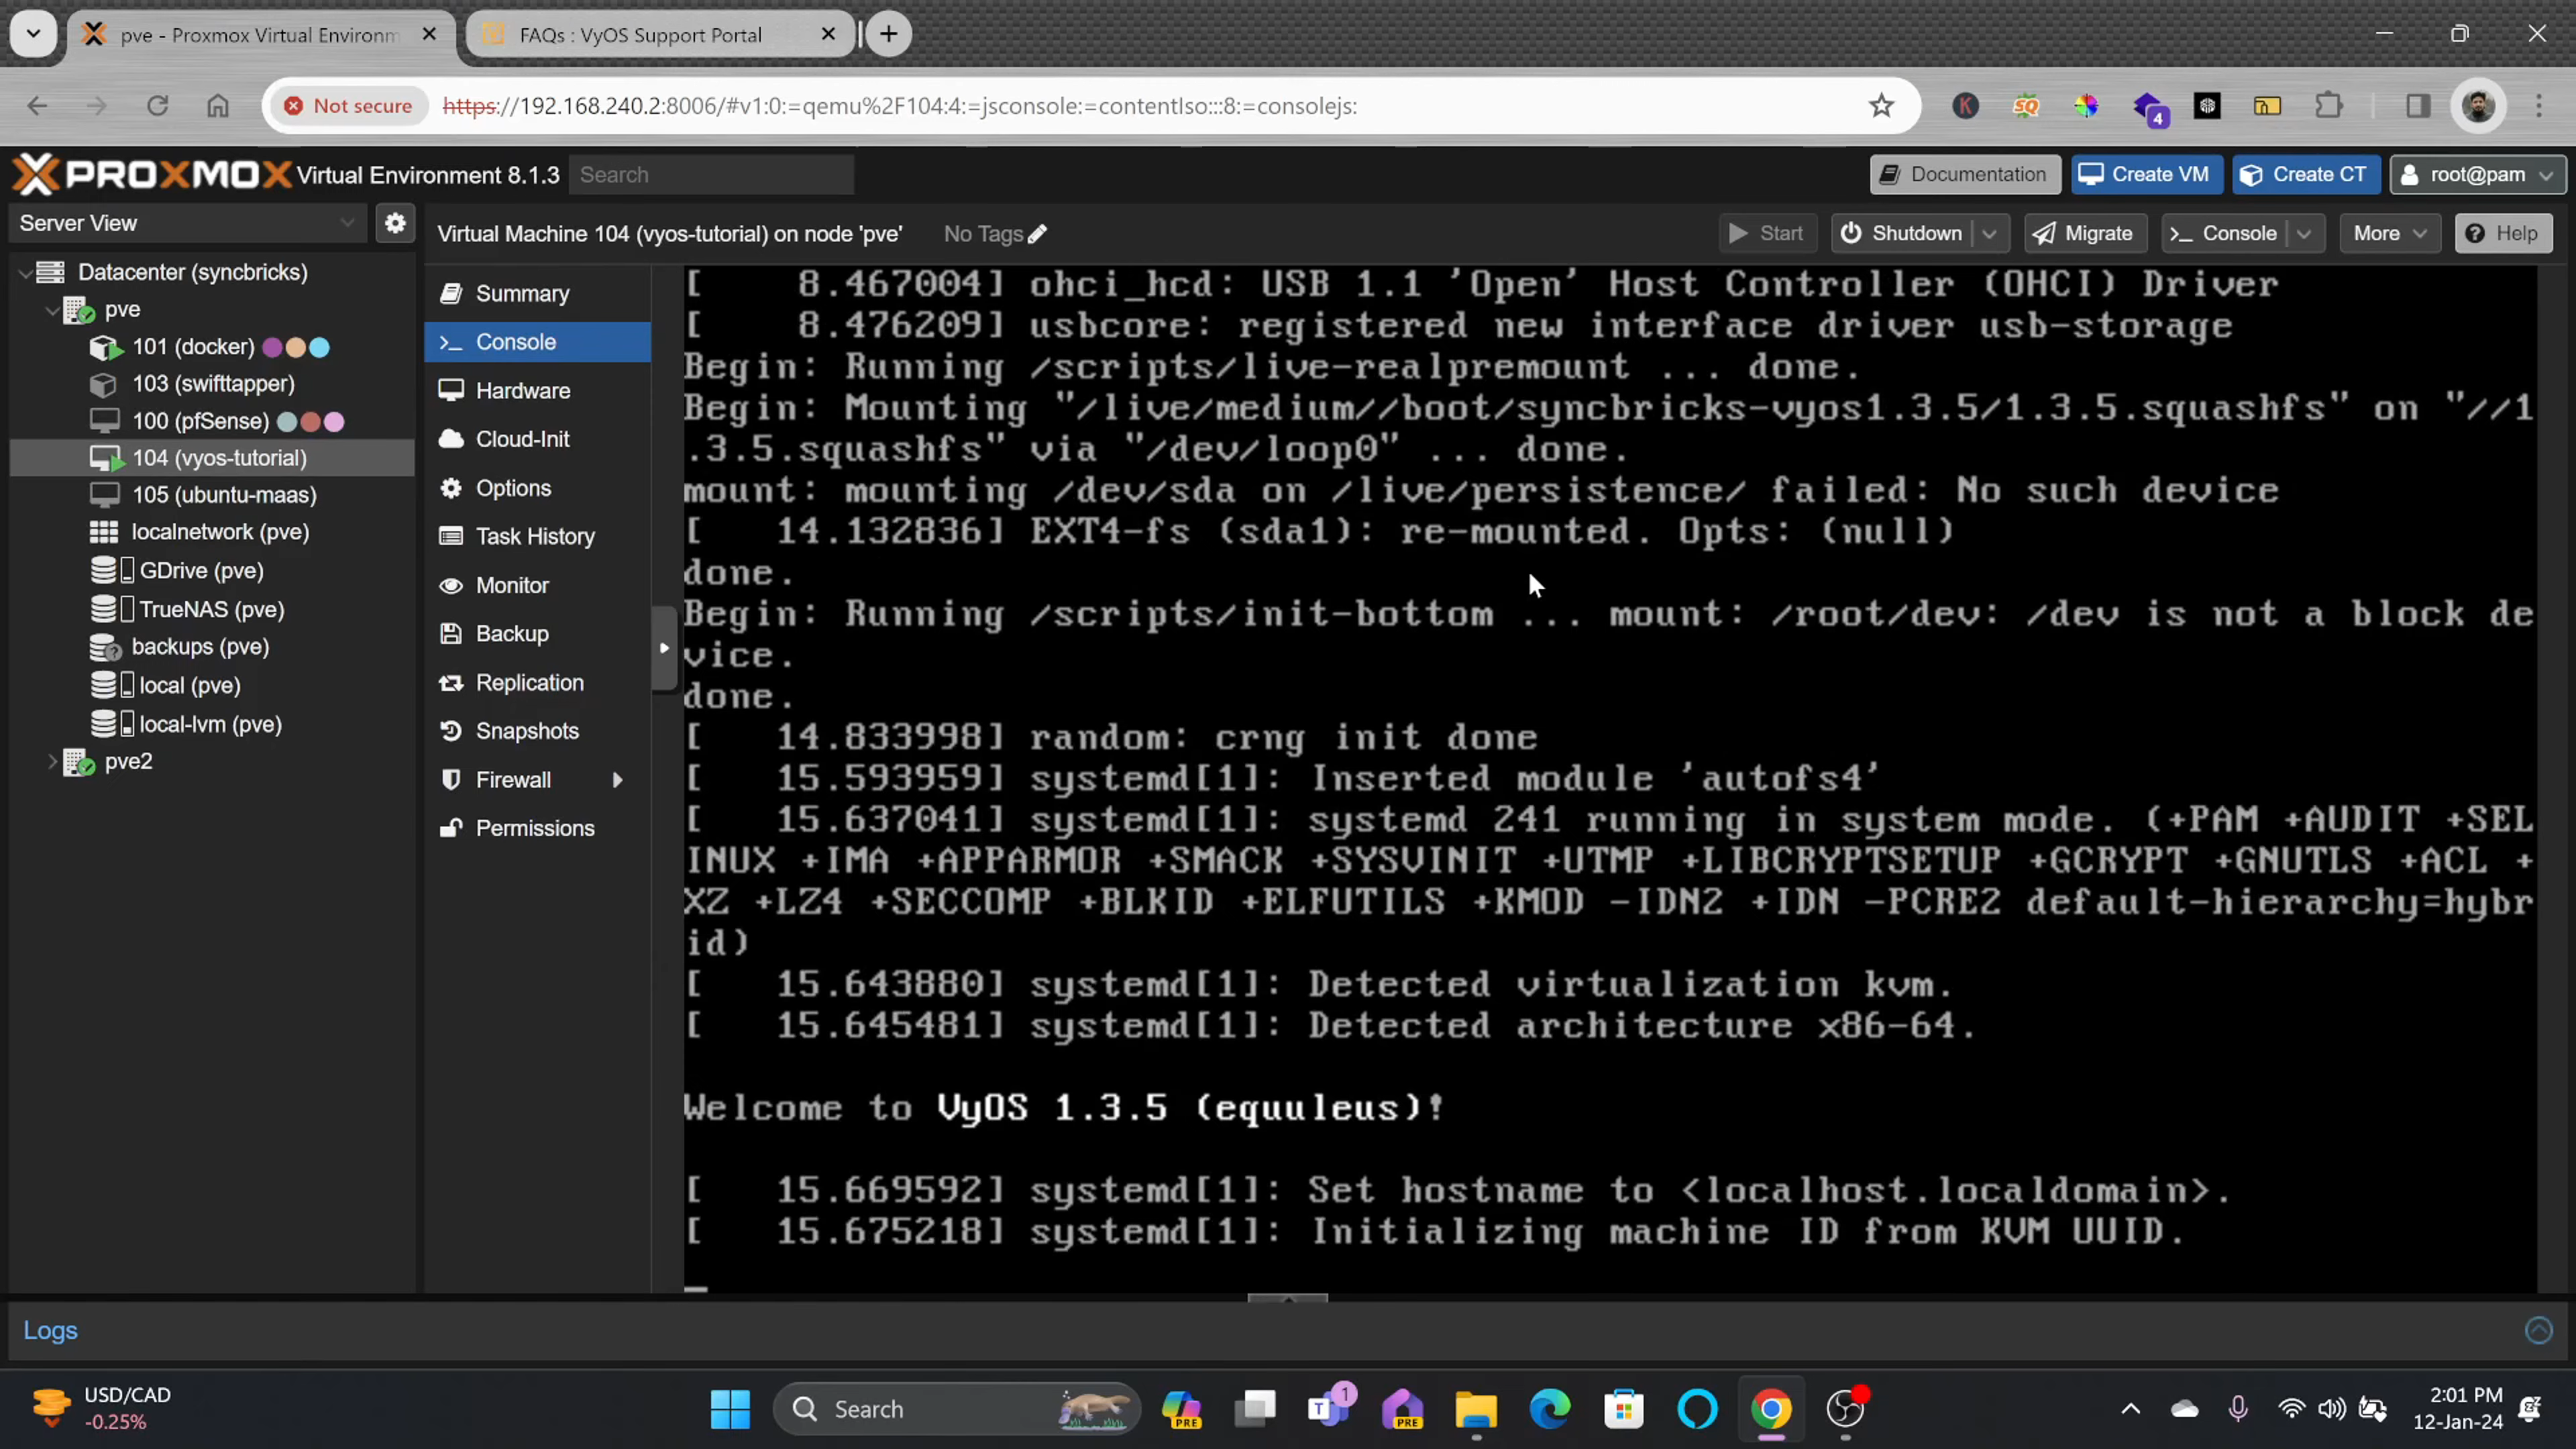 pve - Proxmox Virtual Environm
FAQs : VyOS Support Portal
Not secure
https://192.168.240.2:8006/#v1:0:=qemu%2F104:4:=jsconsole:=contentIso:::8:=consolejs:
K
SQ
4
PROXMOX Virtual Environment 8.1.3
Search
Documentation
Create VM
Create CT
root@pam
Server View
Virtual Machine 104 (vyos-tutorial) on node 'pve'
No Tags
Start
Shutdown
Migrate
Console
More
Help
Datacenter (syncbricks)
pve
101 (docker)
103 (swifttapper)
100 (pfSense)
104 (vyos-tutorial)
105 (ubuntu-maas)
localnetwork (pve)
GDrive (pve)
TrueNAS (pve)
backups (pve)
local (pve)
local-lvm (pve)
pve2
Summary
Console
Hardware
Cloud-Init
Options
Task History
Monitor
Backup
Replication
Snapshots
Firewall
Permissions
[    8.467004] ohci_hcd: USB 1.1 'Open' Host Controller (OHCI) Driver
[    8.476209] usbcore: registered new interface driver usb-storage
Begin: Running /scripts/live-realpremount ... done.
Begin: Mounting "/live/medium//boot/syncbricks-vyos1.3.5/1.3.5.squashfs" on "//1
.3.5.squashfs" via "/dev/loop0" ... done.
mount: mounting /dev/sda on /live/persistence/ failed: No such device
[   14.132836] EXT4-fs (sda1): re-mounted. Opts: (null)
done.
Begin: Running /scripts/init-bottom ... mount: /root/dev: /dev is not a block de
vice.
done.
[   14.833998] random: crng init done
[   15.593959] systemd[1]: Inserted module 'autofs4'
[   15.637041] systemd[1]: systemd 241 running in system mode. (+PAM +AUDIT +SEL
INUX +IMA +APPARMOR +SMACK +SYSVINIT +UTMP +LIBCRYPTSETUP +GCRYPT +GNUTLS +ACL +
XZ +LZ4 +SECCOMP +BLKID +ELFUTILS +KMOD -IDN2 +IDN -PCRE2 default-hierarchy=hybr
id)
[   15.643880] systemd[1]: Detected virtualization kvm.
[   15.645481] systemd[1]: Detected architecture x86-64.
Welcome to VyOS 1.3.5 (equuleus)!
[   15.669592] systemd[1]: Set hostname to <localhost.localdomain>.
[   15.675218] systemd[1]: Initializing machine ID from KVM UUID.
Logs
USD/CAD
-0.25%
Search
PRE
T
1
PRE
2:01 PM
12-Jan-24